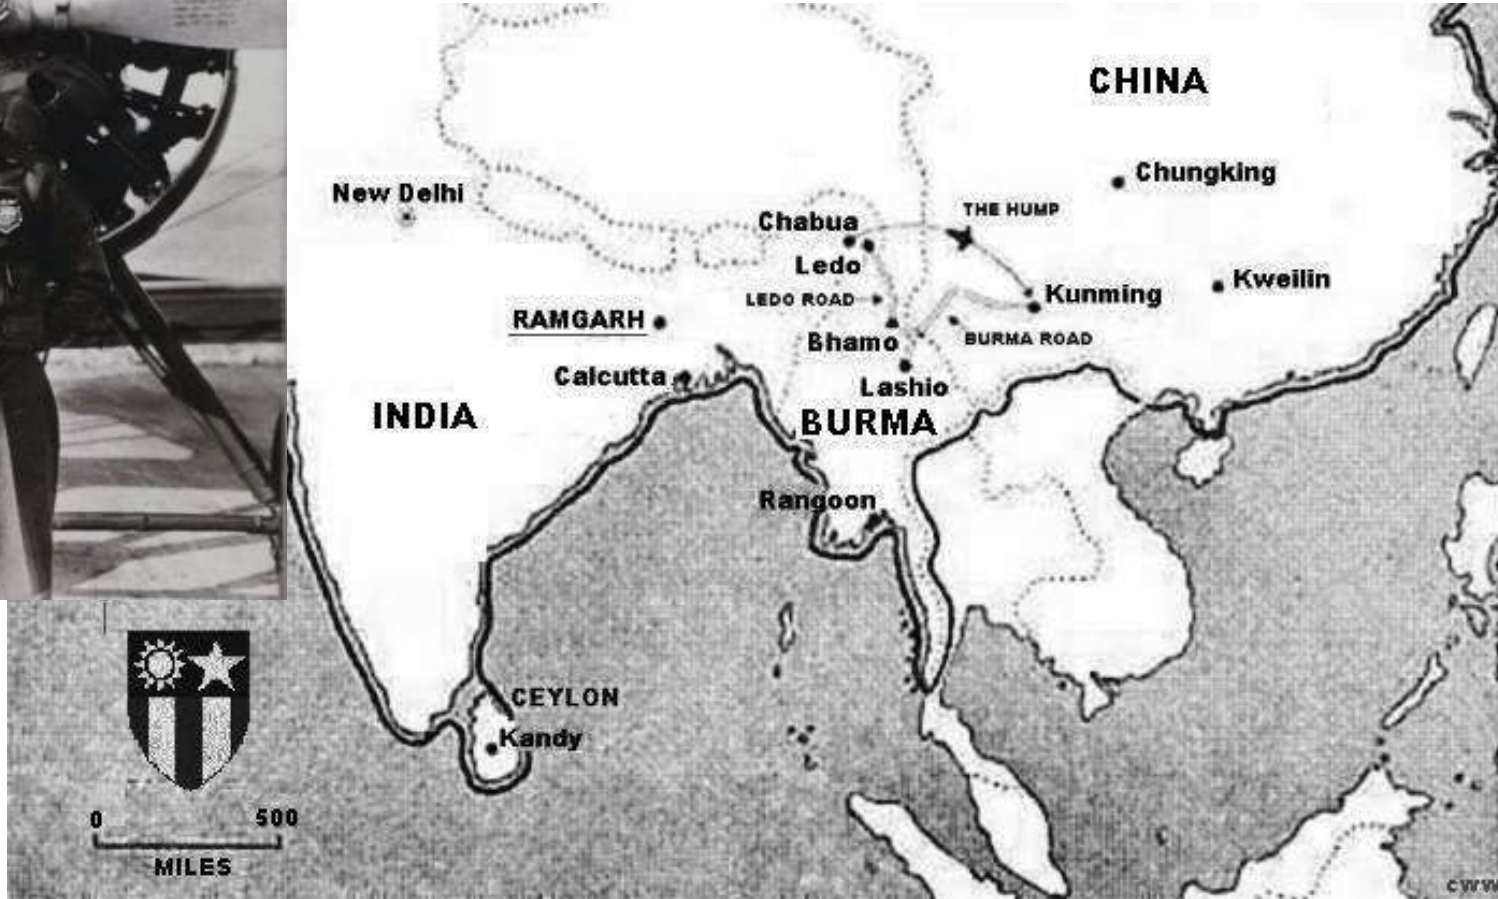 CHINA
Chungking
New Delhi
THE HUMP
Chabua
Ledo
Kweilin
Kunming
LEDO ROAD
RAMGARH
BURMA ROAD
Bhamo
Calcutta
Lashio
INDIA
BURMA
Rangoon
CEYLON
Kandy
0 500
MILES